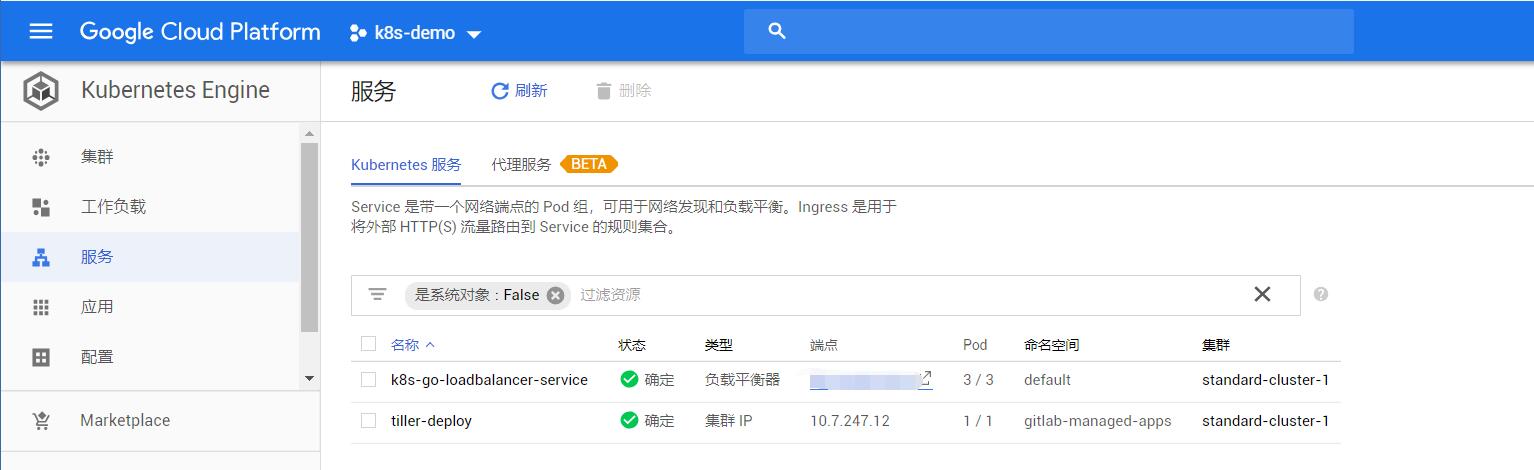 Google Cloud Platform k8s-demo
Kubernetes Engine
服务 刷新 删除
集群
工作负载
服务
应用
配置
Marketplace
Kubernetes 服务 代理服务 BETA
Service 是带一个网络端点的 Pod 组，可用于网络发现和负载平衡。Ingress 是用于
将外部 HTTP(S) 流量路由到 Service 的规则集合。
是系统对象 : False 过滤资源
名称 状态 类型 端点 Pod 命名空间 集群
k8s-go-loadbalancer-service 确定 负载平衡器 3 / 3 default standard-cluster-1
tiller-deploy 确定 集群 IP 10.7.247.12 1 / 1 gitlab-managed-apps standard-cluster-1